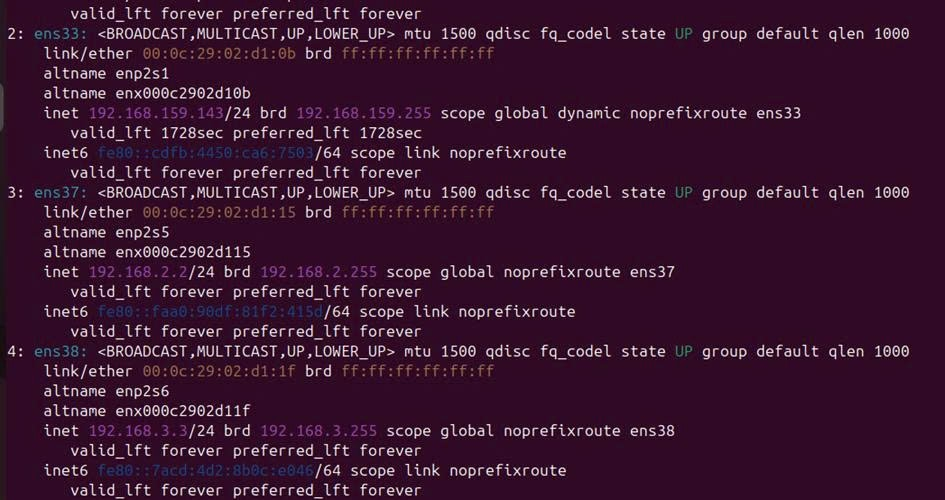 valid_lft forever preferred_lft forever
2: ens33: <BROADCAST,MULTICAST,UP,LOWER_UP> mtu 1500 qdisc fq_codel state UP group default qlen 1000
link/ether 00:0c:29:02:d1:0b brd ff:ff:ff:ff:ff:ff
altname enp2s1
altname enx000c2902d10b
inet 192.168.159.143/24 brd 192.168.159.255 scope global dynamic noprefixroute ens33
valid_lft 1728sec preferred_lft 1728sec
inet6 fe80::cdfb:4450:ca6:7503/64 scope link noprefixroute
valid_lft forever preferred_lft forever
3: ens37: <BROADCAST,MULTICAST,UP,LOWER_UP> mtu 1500 qdisc fq_codel state UP group default qlen 1000
link/ether 00:0c:29:02:d1:15 brd ff:ff:ff:ff:ff:ff
altname enp2s5
altname enx000c2902d115
inet 192.168.2.2/24 brd 192.168.2.255 scope global noprefixroute ens37
valid_lft forever preferred_lft forever
inet6 fe80::faa0:90df:81f2:415d/64 scope link noprefixroute
valid_lft forever preferred_lft forever
4: ens38: <BROADCAST,MULTICAST,UP,LOWER_UP> mtu 1500 qdisc fq_codel state UP group default qlen 1000
link/ether 00:0c:29:02:d1:1f brd ff:ff:ff:ff:ff:ff
altname enp2s6
altname enx000c2902d11f
inet 192.168.3.3/24 brd 192.168.3.255 scope global noprefixroute ens38
valid_lft forever preferred_lft forever
inet6 fe80::7acd:4d2:8b0c:e046/64 scope link noprefixroute
valid_lft forever preferred_lft forever